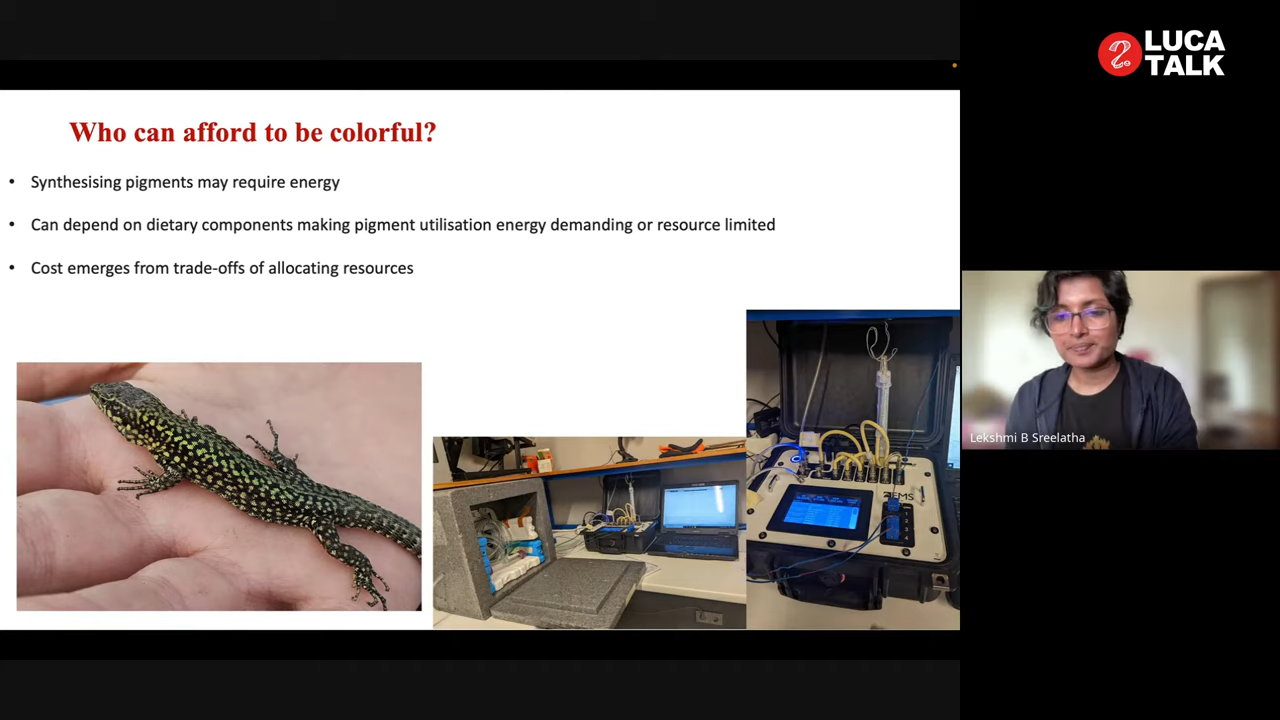 LUCA
TALK
Who can afford to be colorful?
• Synthesising pigments may require energy
• Can depend on dietary components making pigment utilisation energy demanding or resource limited
• Cost emerges from trade-offs of allocating resources
EMS
Lekshmi B Sreelatha